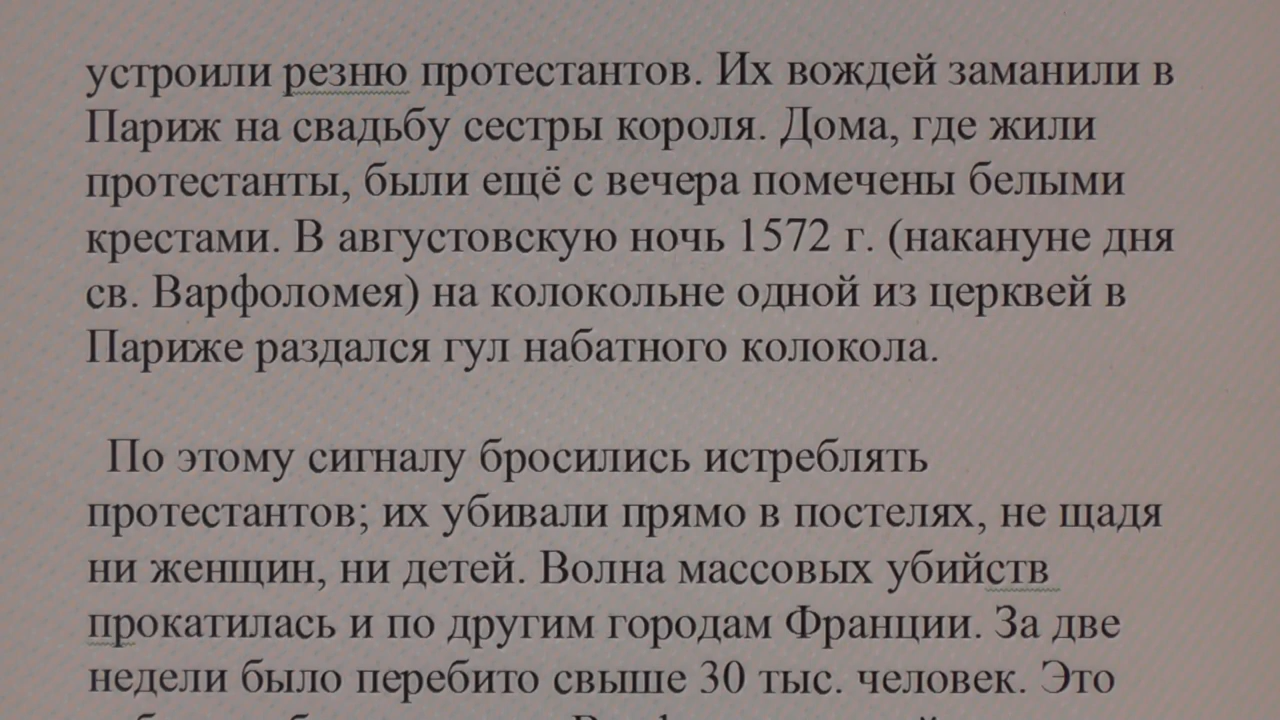 устроили резню протестантов. Их вождей заманили в
Париж на свадьбу сестры короля. Дома, где жили
протестанты, были ещё с вечера помечены белыми
крестами. В августовскую ночь 1572 г. (накануне дня
св. Варфоломея) на колокольне одной из церквей в
Париже раздался гул набатного колокола.
По этому сигналу бросились истреблять
протестантов; их убивали прямо в постелях, не щадя
ни женщин, ни детей. Волна массовых убийств
прокатилась и по другим городам Франции. За две
недели было перебито свыше 30 тыс. человек. Это